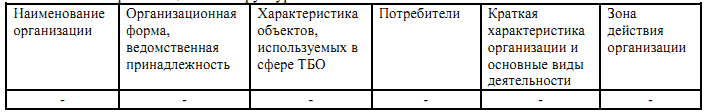 Наименование организации
Организационная форма, ведомственная принадлежность
Характеристика объектов, используемых в сфере ТБО
Потребители
Краткая характеристика организации и основные виды деятельности
Зона действия организации
- - - - - -